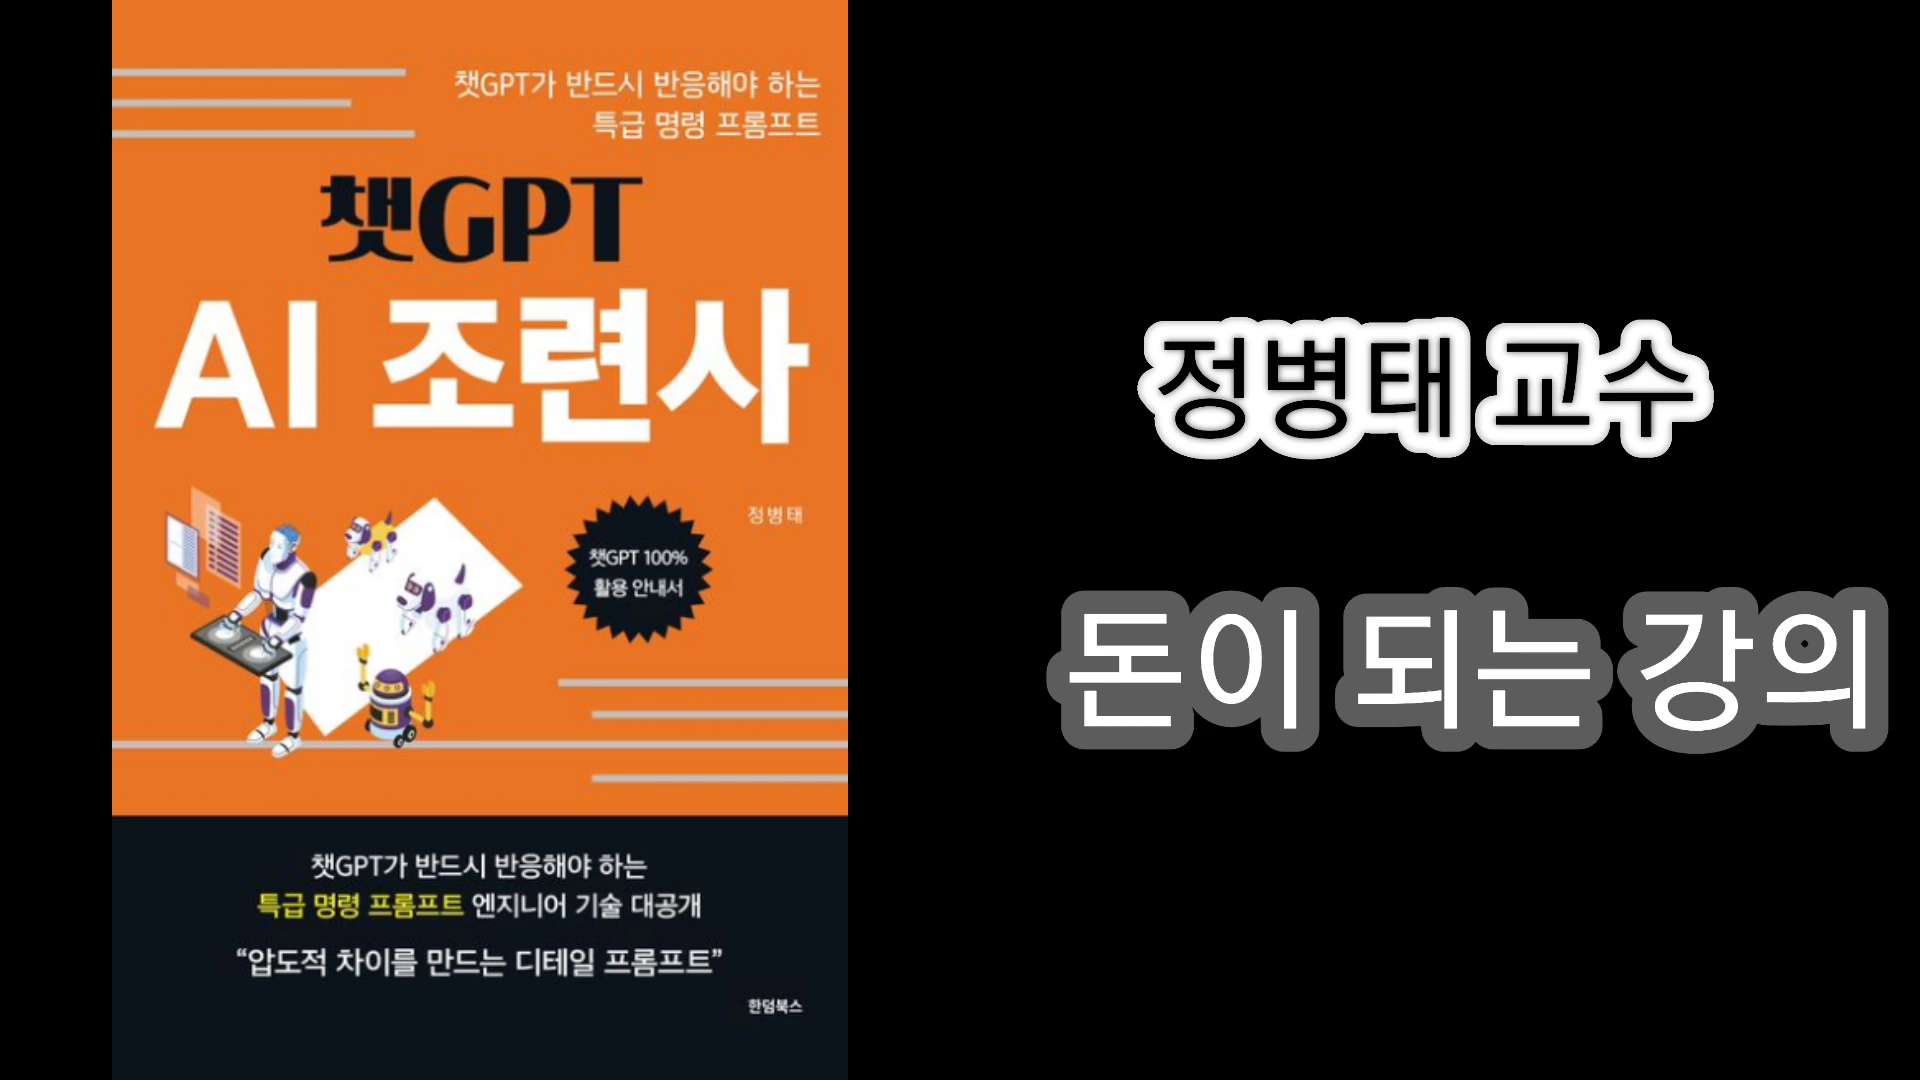 챗GPT가 반드시 반응해야 하는
특급 명령 프롬프트
챗GPT
AI 조련사
정병태
챗GPT 100%
활용 안내서
챗GPT가 반드시 반응해야 하는
특급 명령 프롬프트 엔지니어 기술 대공개
“압도적 차이를 만드는 디테일 프롬프트”
한덤북스
정병태 교수
돈이 되는 강의